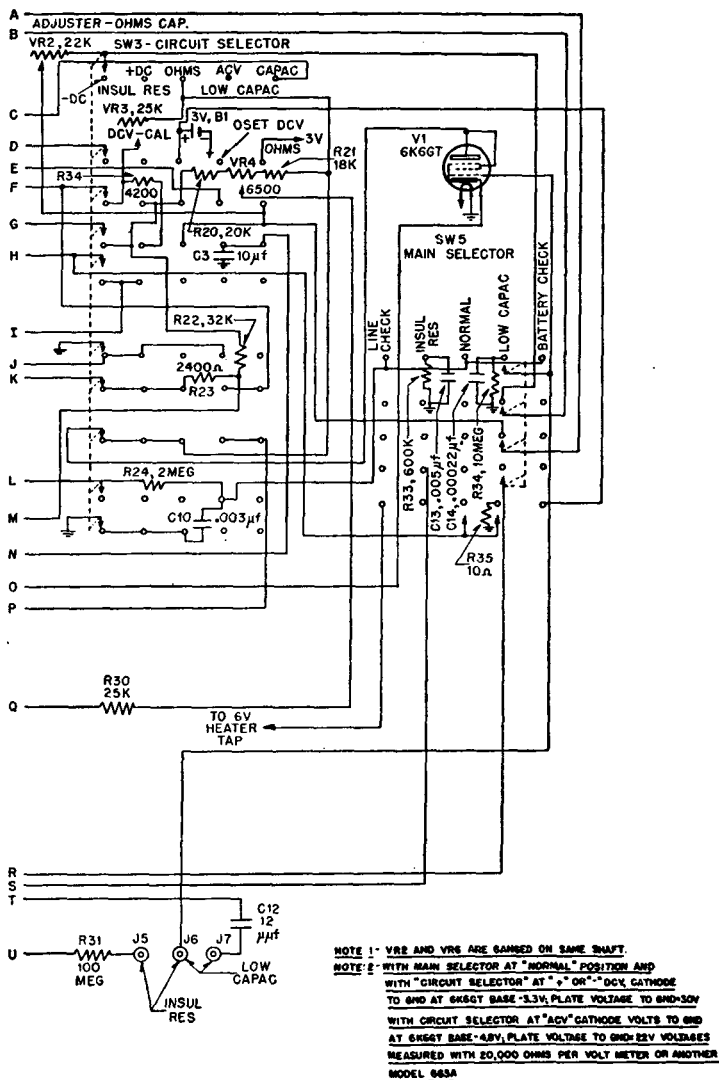 A
ADJUSTER-OHMS CAP.
B
VR2, 22K
SW3-CIRCUIT SELECTOR
+DC OHMS ACV CAPAC
-DC
INSUL RES
LOW CAPAC
C
VR3, 25K
3V, B1
+
OSET DCV
DCV-CAL
3V
OHMS
D
E
R34
VR4
R21
18K
F
4200
6500
V1
6K6GT
G
R20, 20K
C3
10μf
SW5
MAIN SELECTOR
H
I
R22, 32K
LINE CHECK
INSUL RES
NORMAL
LOW CAPAC
BATTERY CHECK
J
K
2400Ω
R23
R33, 600K
C13, .005μf
C14, .00022μf
R34, 10MEG
L
R24, 2MEG
M
C10
.003μf
N
R35
10Ω
O
P
R30
25K
Q
TO 6V
HEATER
TAP
R
S
T
C12
12
μμf
U
R31
100
MEG
J5
J6
J7
LOW
CAPAC
INSUL
RES
NOTE 1- VR2 AND VR6 ARE GANGED ON SAME SHAFT.
NOTE: 2- WITH MAIN SELECTOR AT "NORMAL" POSITION AND
WITH "CIRCUIT SELECTOR" AT "+" OR "-" DCV, CATHODE
TO GND AT 6K6GT BASE -3.3V; PLATE VOLTAGE TO GND=30V
WITH CIRCUIT SELECTOR AT "ACV" CATHODE VOLTS TO GND
AT 6K6GT BASE-4.8V; PLATE VOLTAGE TO GND=22V VOLTAGES
MEASURED WITH 20,000 OHMS PER VOLT METER OR ANOTHER
MODEL 665A